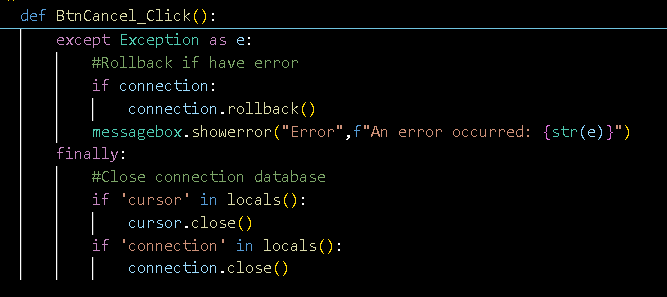 def BtnCancel_Click():
    except Exception as e:
        #Rollback if have error
        if connection:
            connection.rollback()
        messagebox.showerror("Error",f"An error occurred: {str(e)}")
    finally:
        #Close connection database
        if 'cursor' in locals():
            cursor.close()
        if 'connection' in locals():
            connection.close()